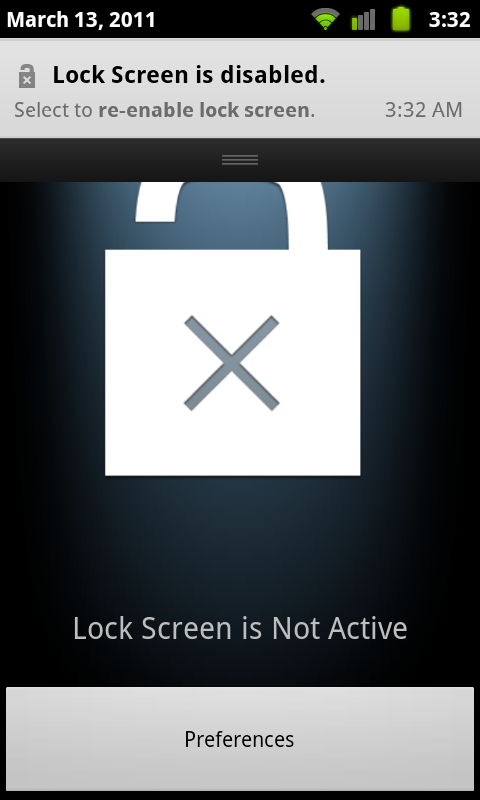 March 13, 2011 3:32
Lock Screen is disabled.
Select to re-enable lock screen. 3:32 AM
Lock Screen is Not Active
Preferences